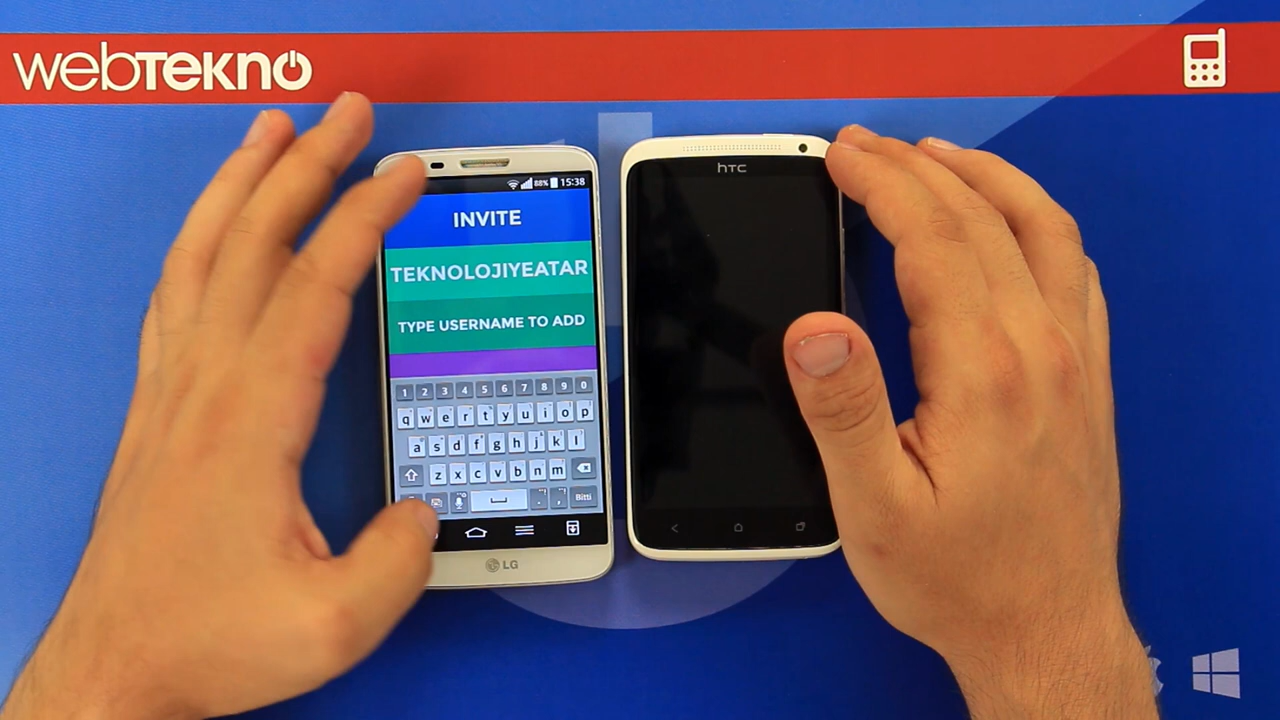 webTEKNO
hTC
88% 15:38
INVITE
TEKNOLOJIYEATAR
TYPE USERNAME TO ADD
1 2 3 4 5 6 7 8 9 0
q w e r t y u i o p
a s d f g h j k l
z x c v b n m
. , Bitti
LG